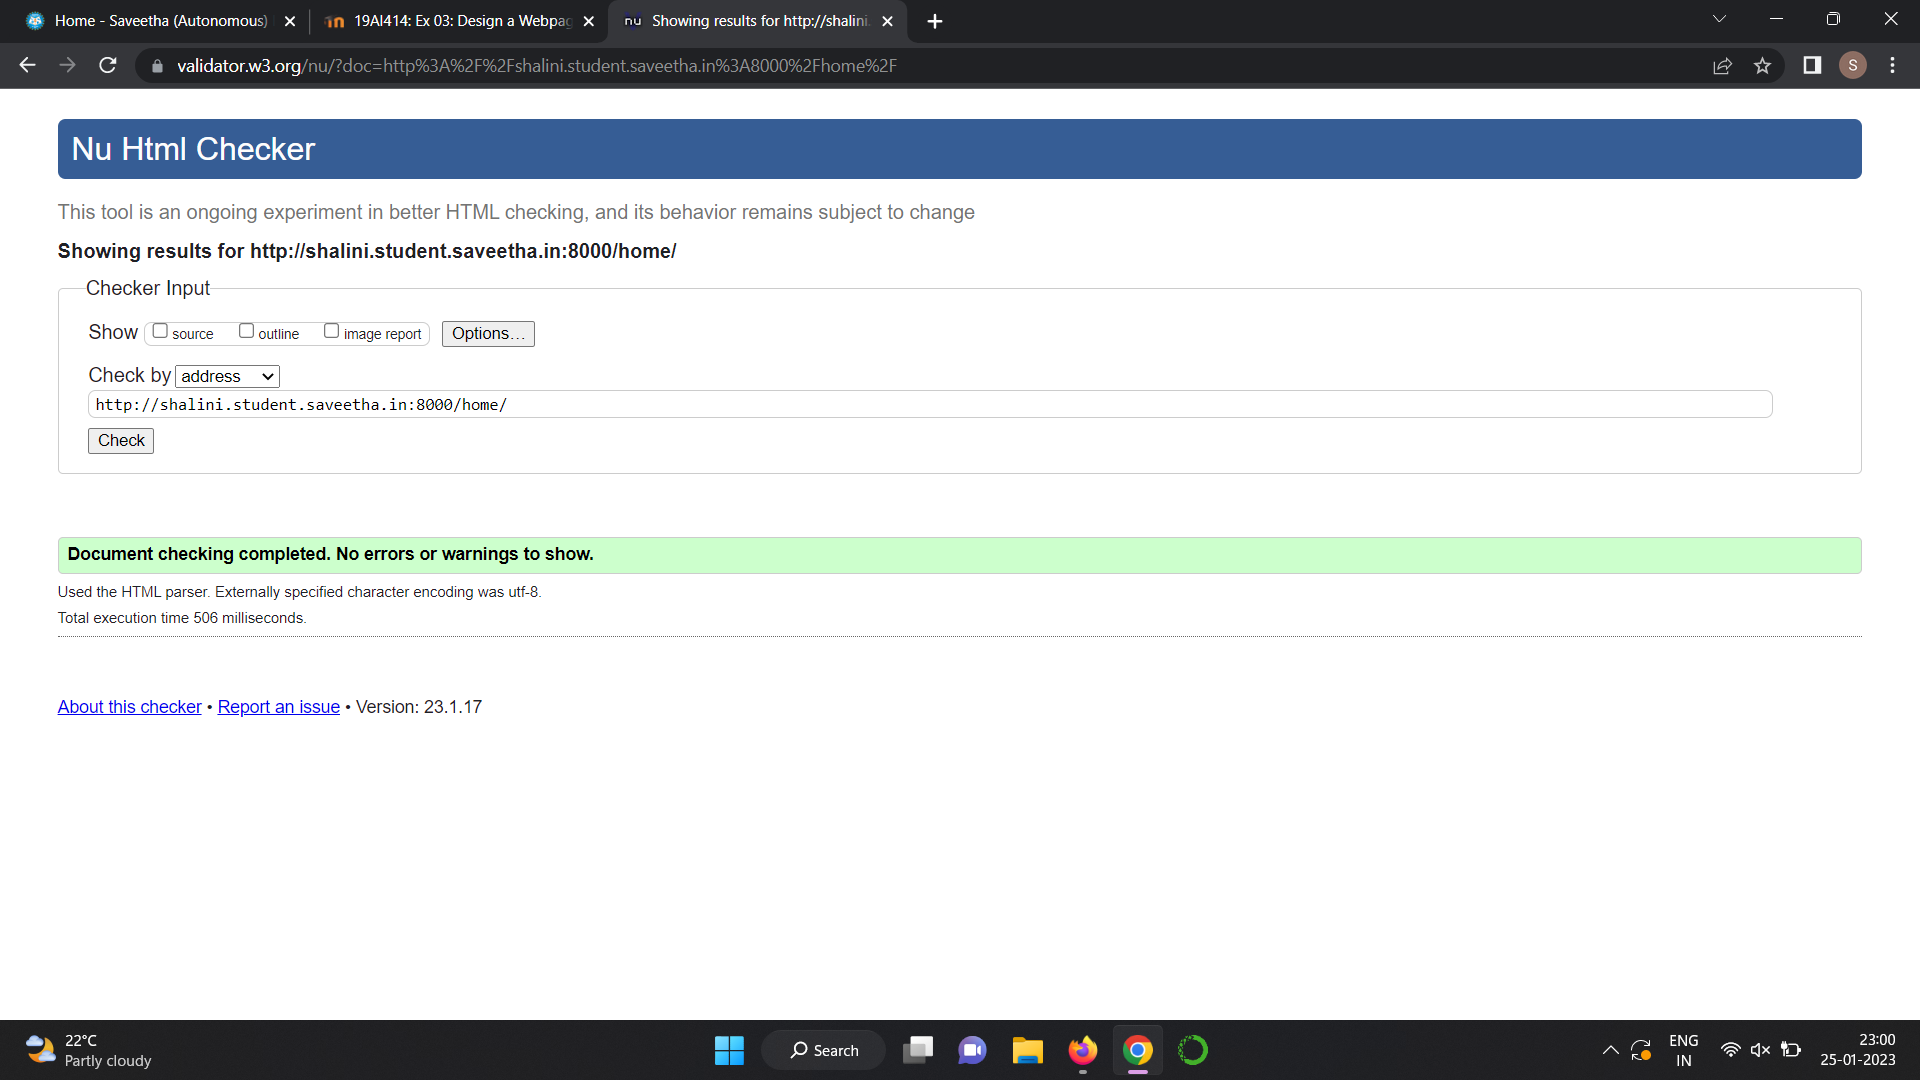 Home - Saveetha (Autonomous)
19AI414: Ex 03: Design a Webpag
nu Showing results for http://shalini.
validator.w3.org/nu/?doc=http%3A%2F%2Fshalini.student.saveetha.in%3A8000%2Fhome%2F
S
Nu Html Checker
This tool is an ongoing experiment in better HTML checking, and its behavior remains subject to change
Showing results for http://shalini.student.saveetha.in:8000/home/
Checker Input
Show source outline image report Options...
Check by address
http://shalini.student.saveetha.in:8000/home/
Check
Document checking completed. No errors or warnings to show.
Used the HTML parser. Externally specified character encoding was utf-8.
Total execution time 506 milliseconds.
About this checker • Report an issue • Version: 23.1.17
22°C
Partly cloudy
Search
ENG
IN
23:00
25-01-2023